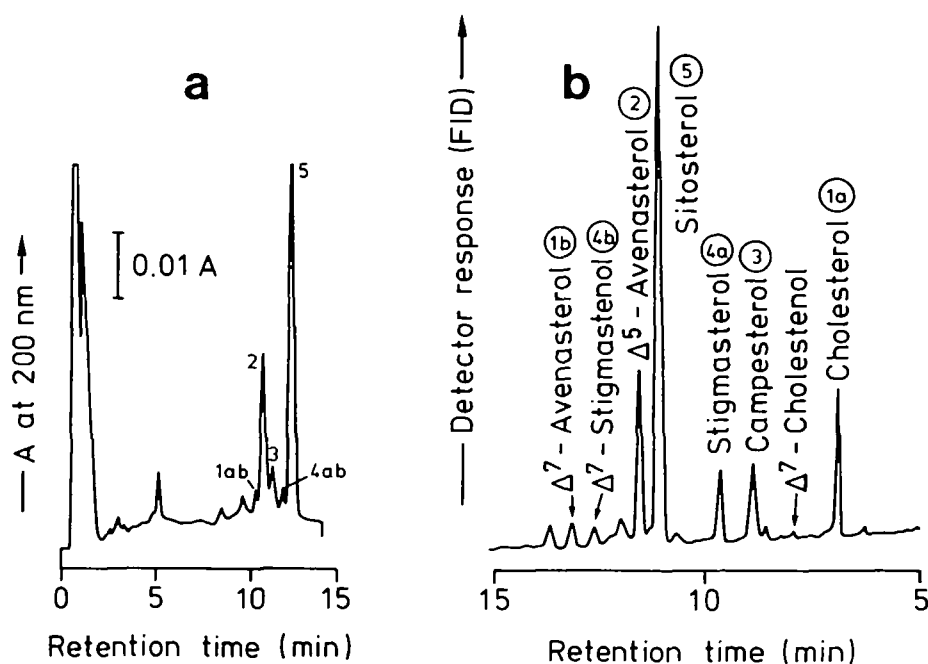 a
A at 200 nm →
0.01 A
5
2
3
1ab
4ab
0 5 10 15
Retention time (min)
b
Detector response (FID) →
Δ7 - Avenasterol 1b
Δ7 - Stigmastenol 4b
Δ5 - Avenasterol 2
Sitosterol 5
Stigmasterol 4a
Campesterol 3
Δ7 - Cholestenol
Cholesterol 1a
15 10 5
Retention time (min)